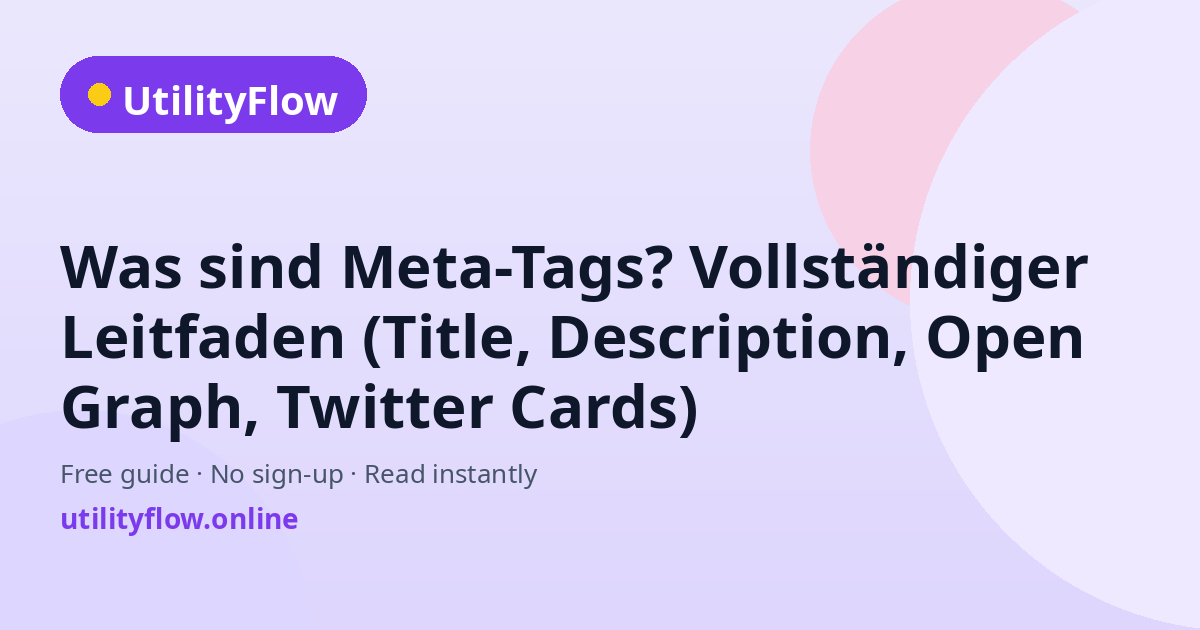 UtilityFlow
Was sind Meta-Tags? Vollständiger
Leitfaden (Title, Description, Open
Graph, Twitter Cards)
Free guide · No sign-up · Read instantly
utilityflow.online